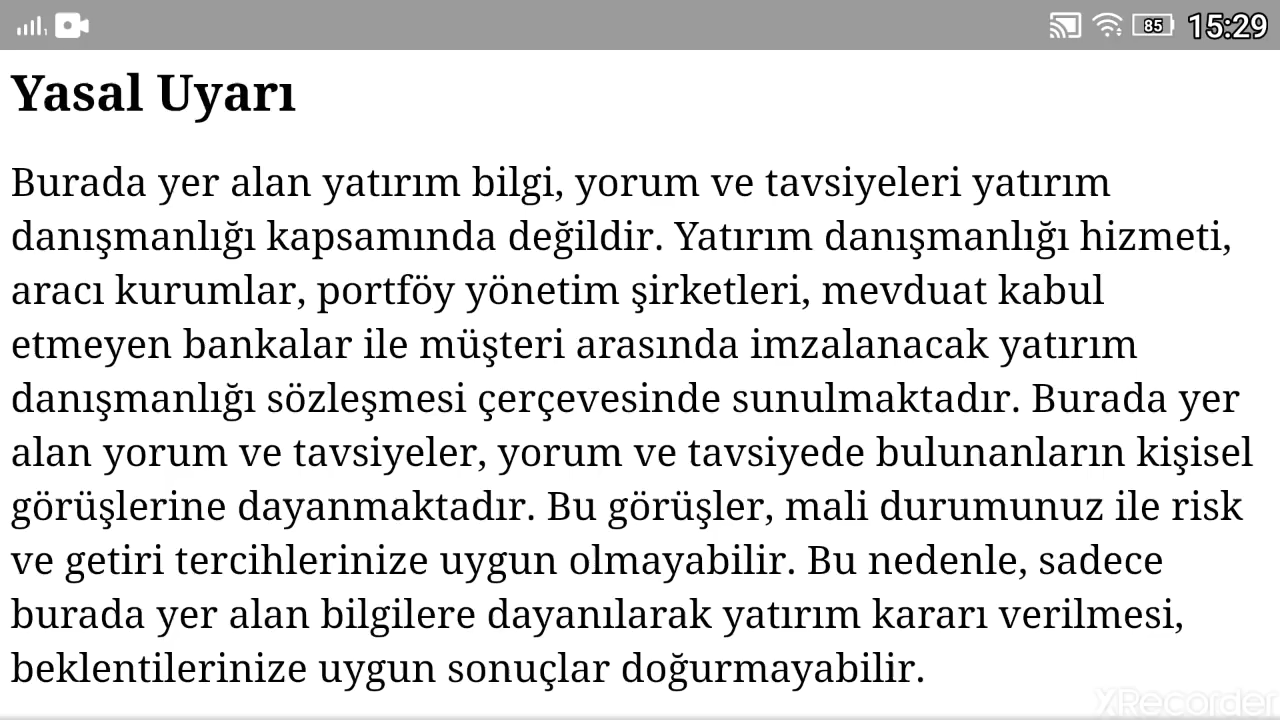 85 15:29
Yasal Uyarı
Burada yer alan yatırım bilgi, yorum ve tavsiyeleri yatırım
danışmanlığı kapsamında değildir. Yatırım danışmanlığı hizmeti,
aracı kurumlar, portföy yönetim şirketleri, mevduat kabul
etmeyen bankalar ile müşteri arasında imzalanacak yatırım
danışmanlığı sözleşmesi çerçevesinde sunulmaktadır. Burada yer
alan yorum ve tavsiyeler, yorum ve tavsiyede bulunanların kişisel
görüşlerine dayanmaktadır. Bu görüşler, mali durumunuz ile risk
ve getiri tercihlerinize uygun olmayabilir. Bu nedenle, sadece
burada yer alan bilgilere dayanılarak yatırım kararı verilmesi,
beklentilerinize uygun sonuçlar doğurmayabilir.
XRecorder